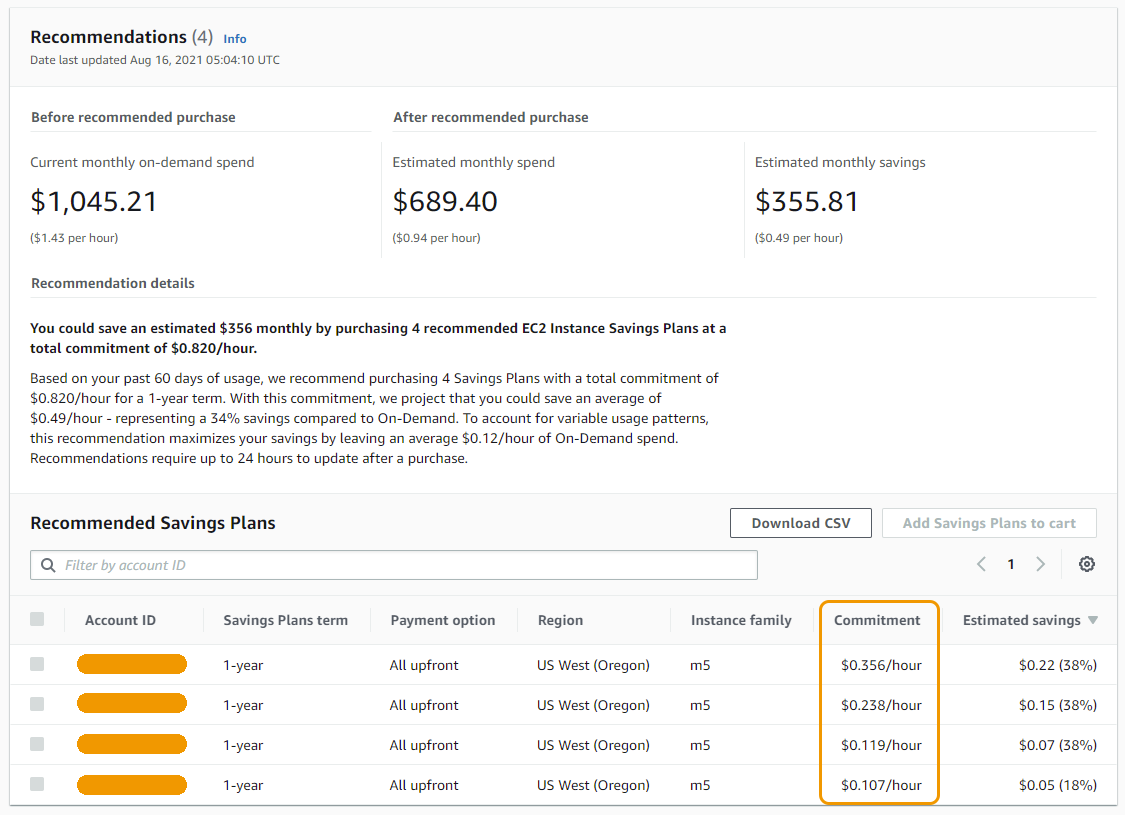 Recommendations (4) Info
Date last updated Aug 16, 2021 05:04:10 UTC
Before recommended purchase
After recommended purchase
Current monthly on-demand spend
Estimated monthly spend
Estimated monthly savings
$1,045.21
$689.40
$355.81
($1.43 per hour)
($0.94 per hour)
($0.49 per hour)
Recommendation details
You could save an estimated $356 monthly by purchasing 4 recommended EC2 Instance Savings Plans at a
total commitment of $0.820/hour.
Based on your past 60 days of usage, we recommend purchasing 4 Savings Plans with a total commitment of
$0.820/hour for a 1-year term. With this commitment, we project that you could save an average of
$0.49/hour - representing a 34% savings compared to On-Demand. To account for variable usage patterns,
this recommendation maximizes your savings by leaving an average $0.12/hour of On-Demand spend.
Recommendations require up to 24 hours to update after a purchase.
Recommended Savings Plans
Download CSV
Add Savings Plans to cart
Filter by account ID
1
Account ID Savings Plans term Payment option Region Instance family Commitment Estimated savings
1-year All upfront US West (Oregon) m5 $0.356/hour $0.22 (38%)
1-year All upfront US West (Oregon) m5 $0.238/hour $0.15 (38%)
1-year All upfront US West (Oregon) m5 $0.119/hour $0.07 (38%)
1-year All upfront US West (Oregon) m5 $0.107/hour $0.05 (18%)